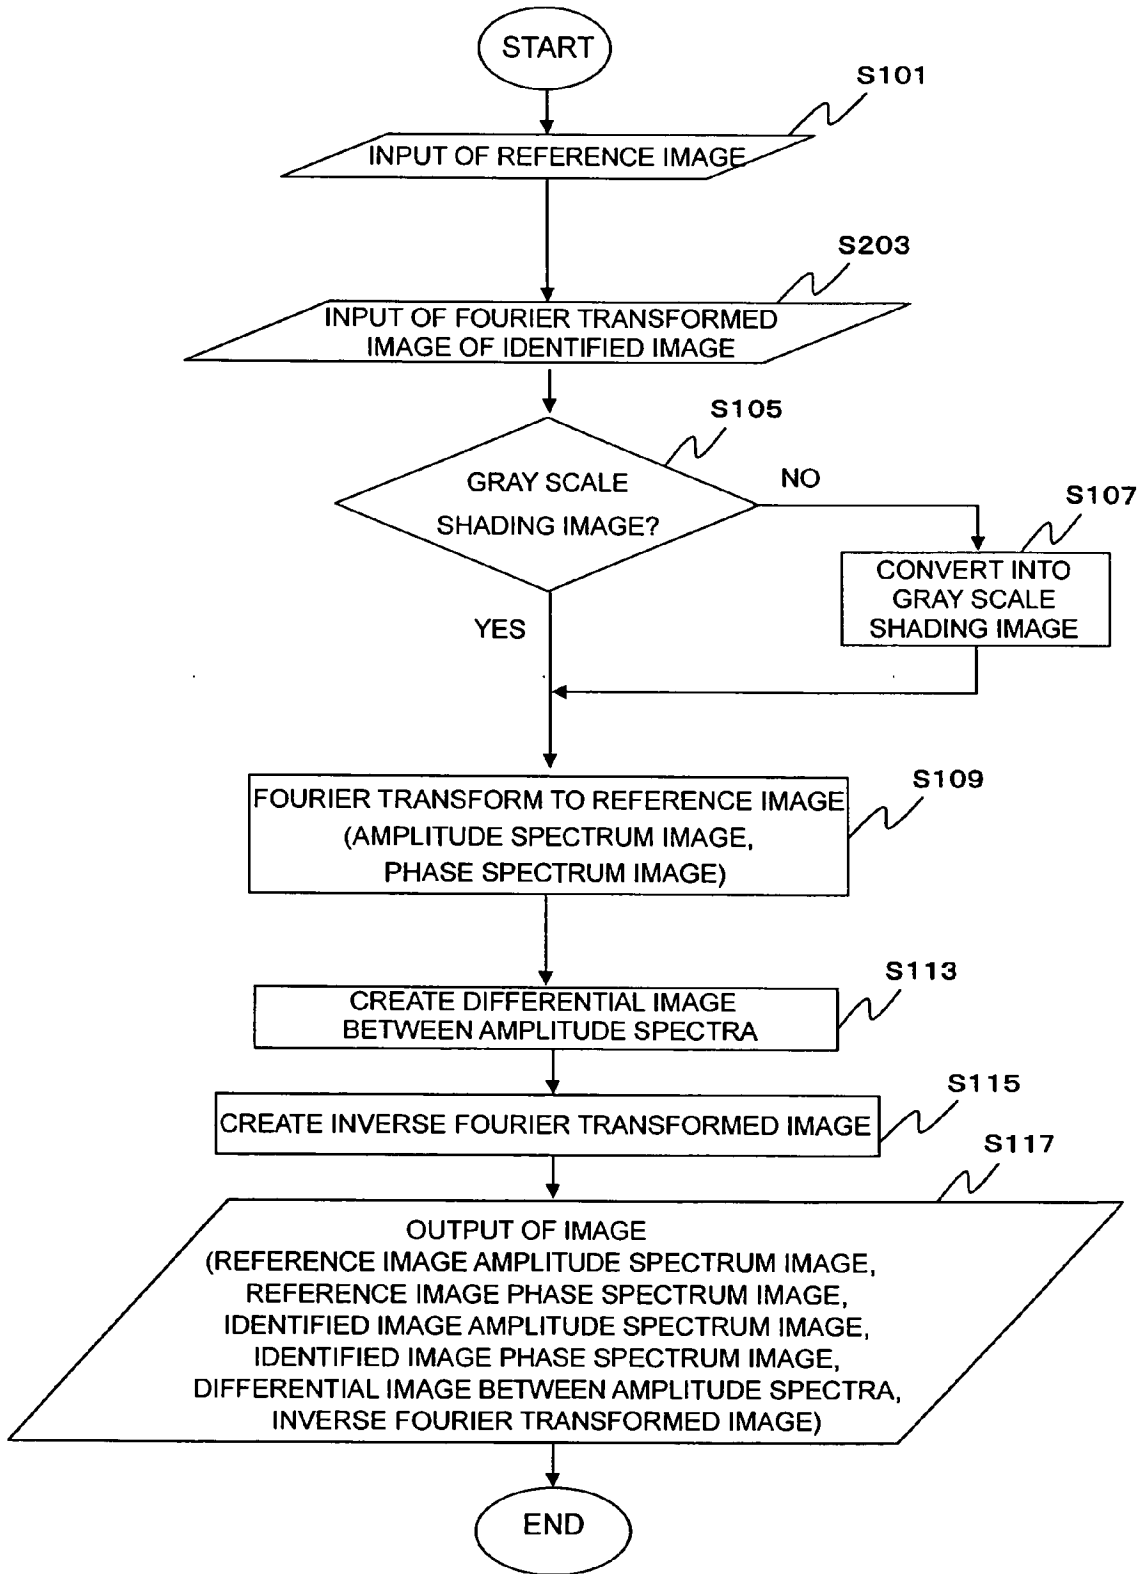 START
S101
INPUT OF REFERENCE IMAGE
S203
INPUT OF FOURIER TRANSFORMED
IMAGE OF IDENTIFIED IMAGE
S105
GRAY SCALE
SHADING IMAGE?
NO
S107
CONVERT INTO
GRAY SCALE
SHADING IMAGE
YES
S109
FOURIER TRANSFORM TO REFERENCE IMAGE
(AMPLITUDE SPECTRUM IMAGE,
PHASE SPECTRUM IMAGE)
S113
CREATE DIFFERENTIAL IMAGE
BETWEEN AMPLITUDE SPECTRA
S115
CREATE INVERSE FOURIER TRANSFORMED IMAGE
S117
OUTPUT OF IMAGE
(REFERENCE IMAGE AMPLITUDE SPECTRUM IMAGE,
REFERENCE IMAGE PHASE SPECTRUM IMAGE,
IDENTIFIED IMAGE AMPLITUDE SPECTRUM IMAGE,
IDENTIFIED IMAGE PHASE SPECTRUM IMAGE,
DIFFERENTIAL IMAGE BETWEEN AMPLITUDE SPECTRA,
INVERSE FOURIER TRANSFORMED IMAGE)
END